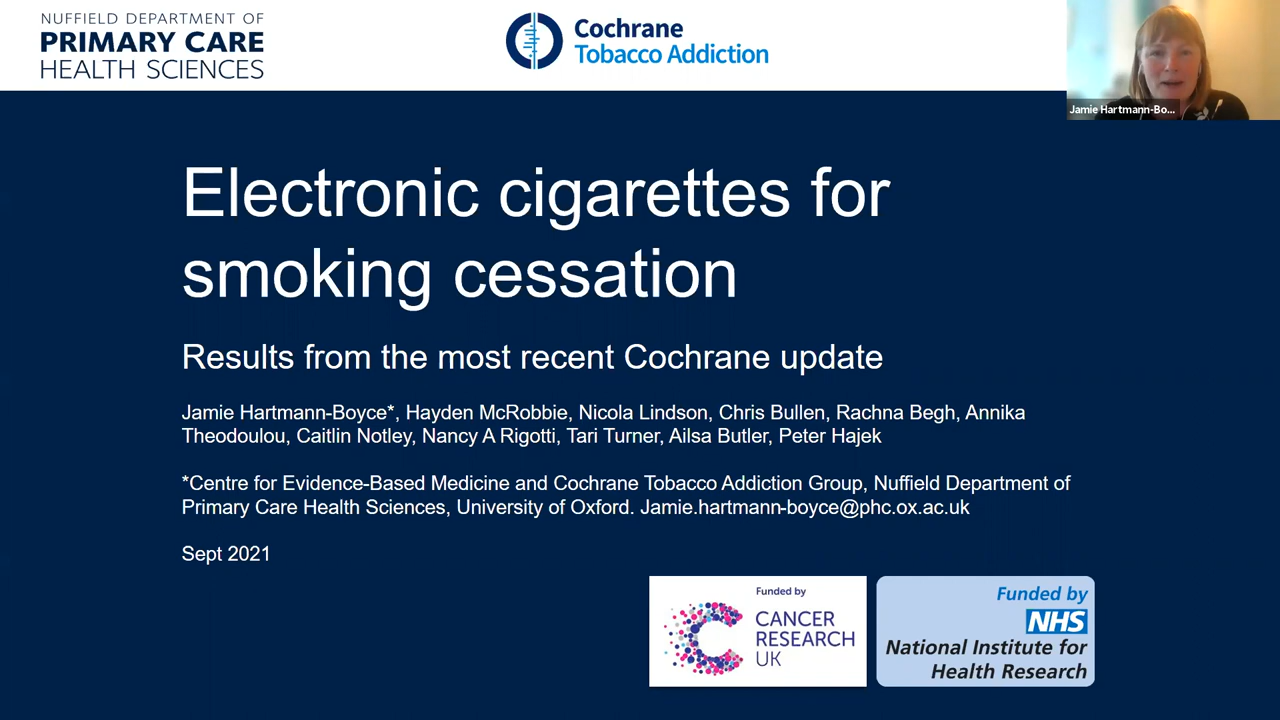 NUFFIELD DEPARTMENT OF
PRIMARY CARE
HEALTH SCIENCES
Cochrane
Tobacco Addiction
Jamie Hartmann-Bo...
Electronic cigarettes for
smoking cessation
Results from the most recent Cochrane update
Jamie Hartmann-Boyce*, Hayden McRobbie, Nicola Lindson, Chris Bullen, Rachna Begh, Annika
Theodoulou, Caitlin Notley, Nancy A Rigotti, Tari Turner, Ailsa Butler, Peter Hajek
*Centre for Evidence-Based Medicine and Cochrane Tobacco Addiction Group, Nuffield Department of
Primary Care Health Sciences, University of Oxford. Jamie.hartmann-boyce@phc.ox.ac.uk
Sept 2021
Funded by
CANCER
RESEARCH
UK
Funded by
NHS
National Institute for
Health Research